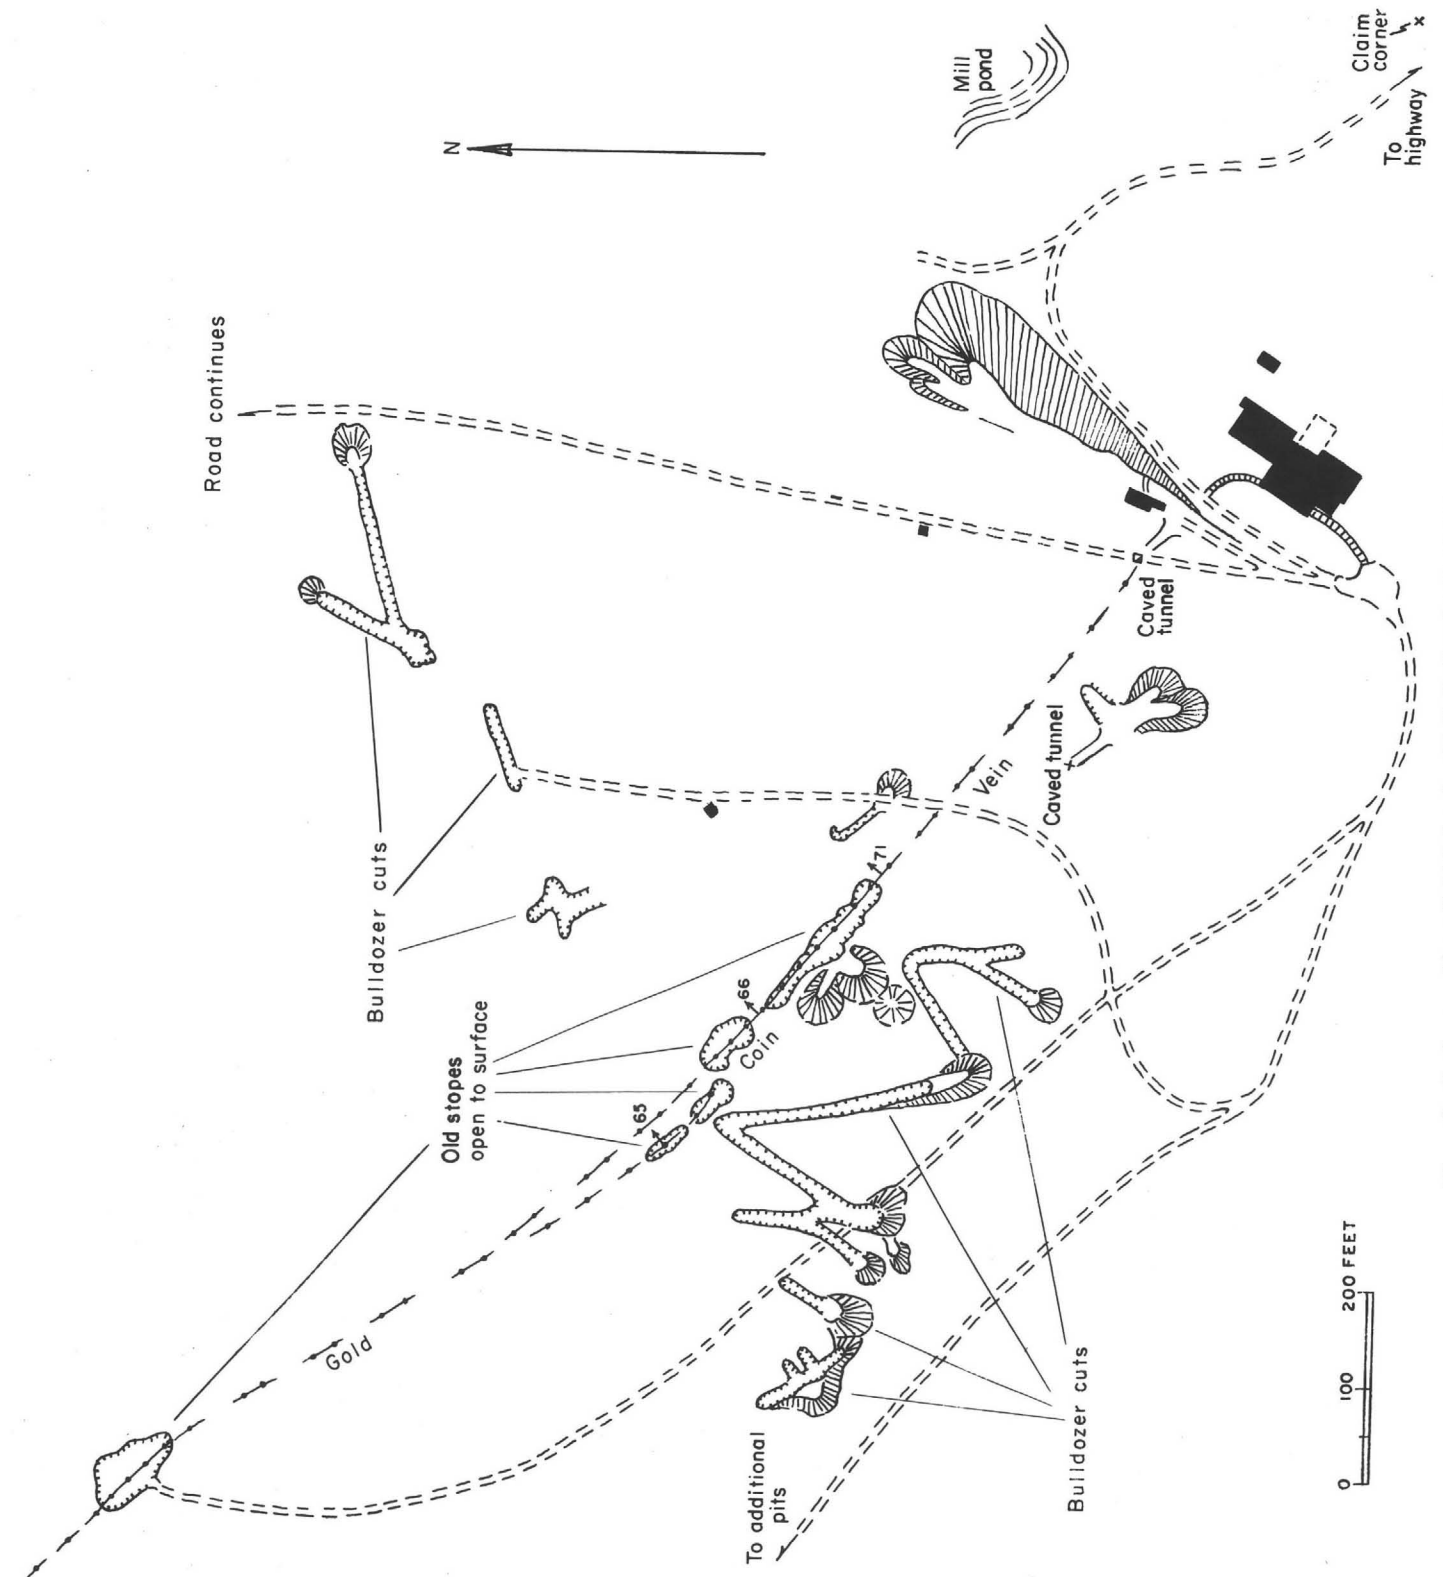 Claim
corner
x
To
highway
Mill
pond
N
Road continues
Caved
tunnel
Caved tunnel
Vein
71
Bulldozer cuts
66
Coin
Old stopes
open to surface
65
Gold
Bulldozer cuts
To additional
pits
0 100 200 FEET